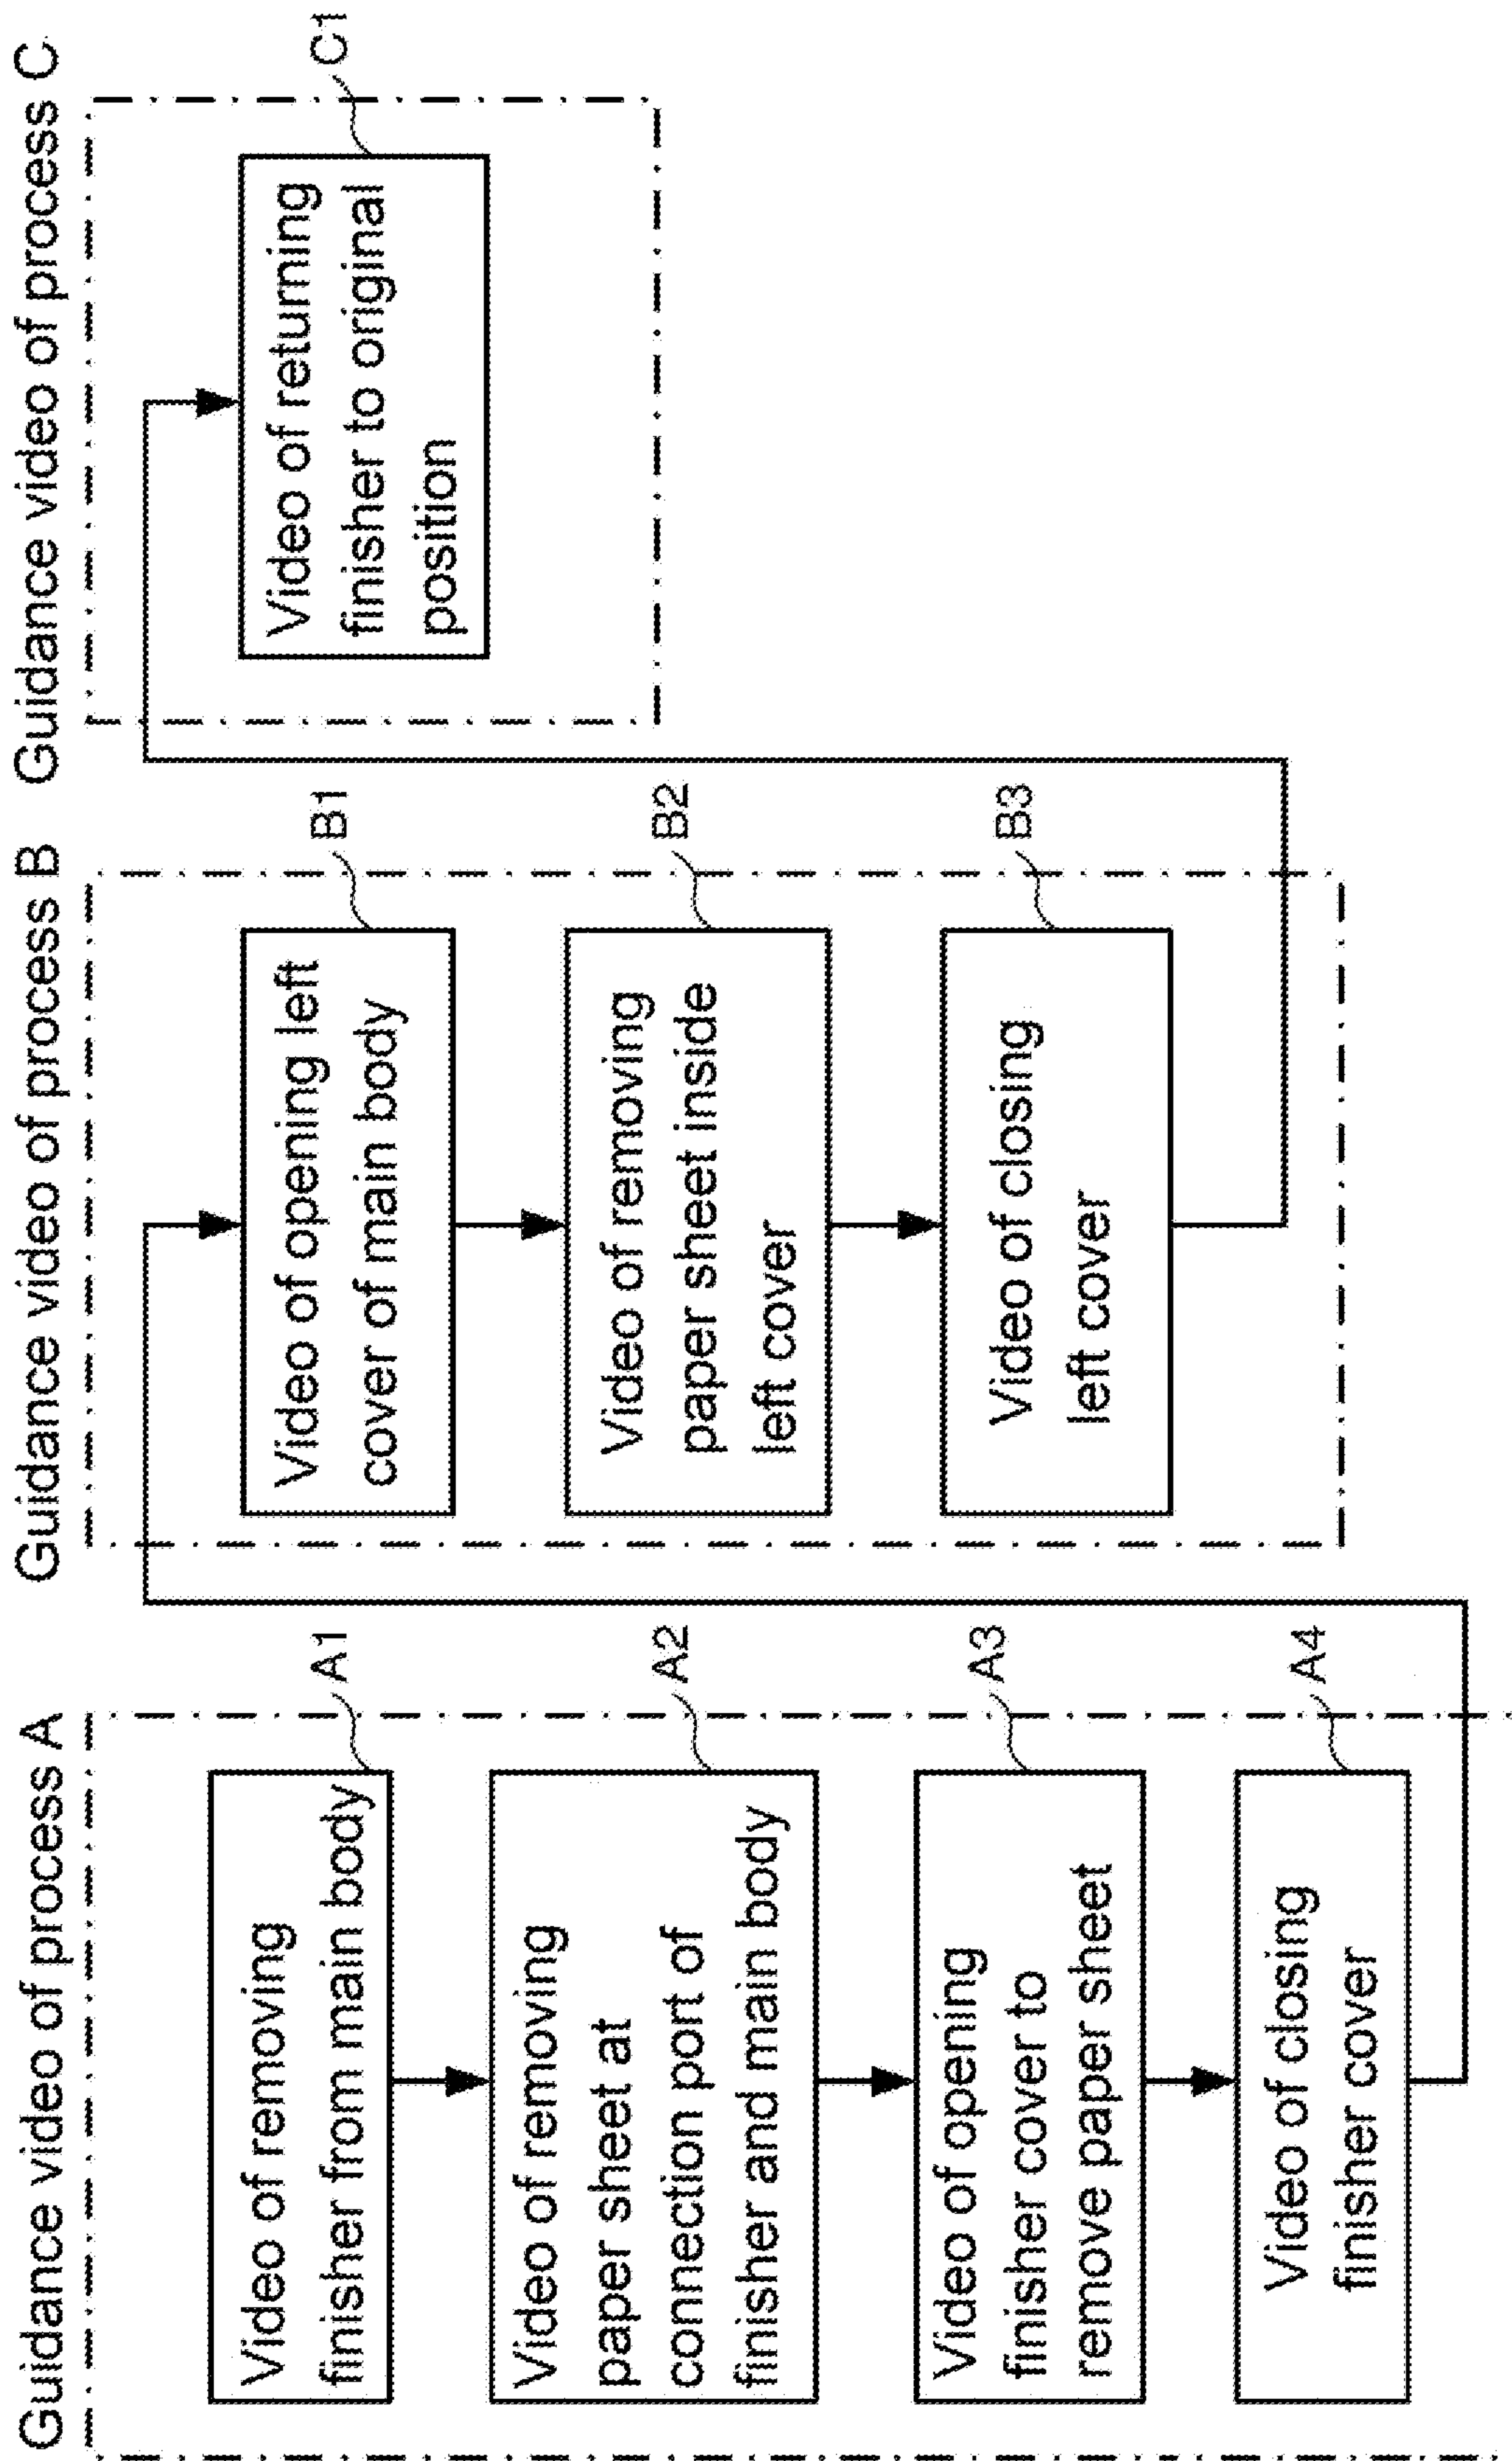 Guidance video of process A
Video of removing
finisher from main body
A1
Video of removing
paper sheet at
connection port of
finisher and main body
A2
Video of opening
finisher cover to
remove paper sheet
A3
Video of closing
finisher cover
A4
Guidance video of process B
Video of opening left
cover of main body
B1
Video of removing
paper sheet inside
left cover
B2
Video of closing
left cover
B3
Guidance video of process C
Video of returning
finisher to original
position
C1